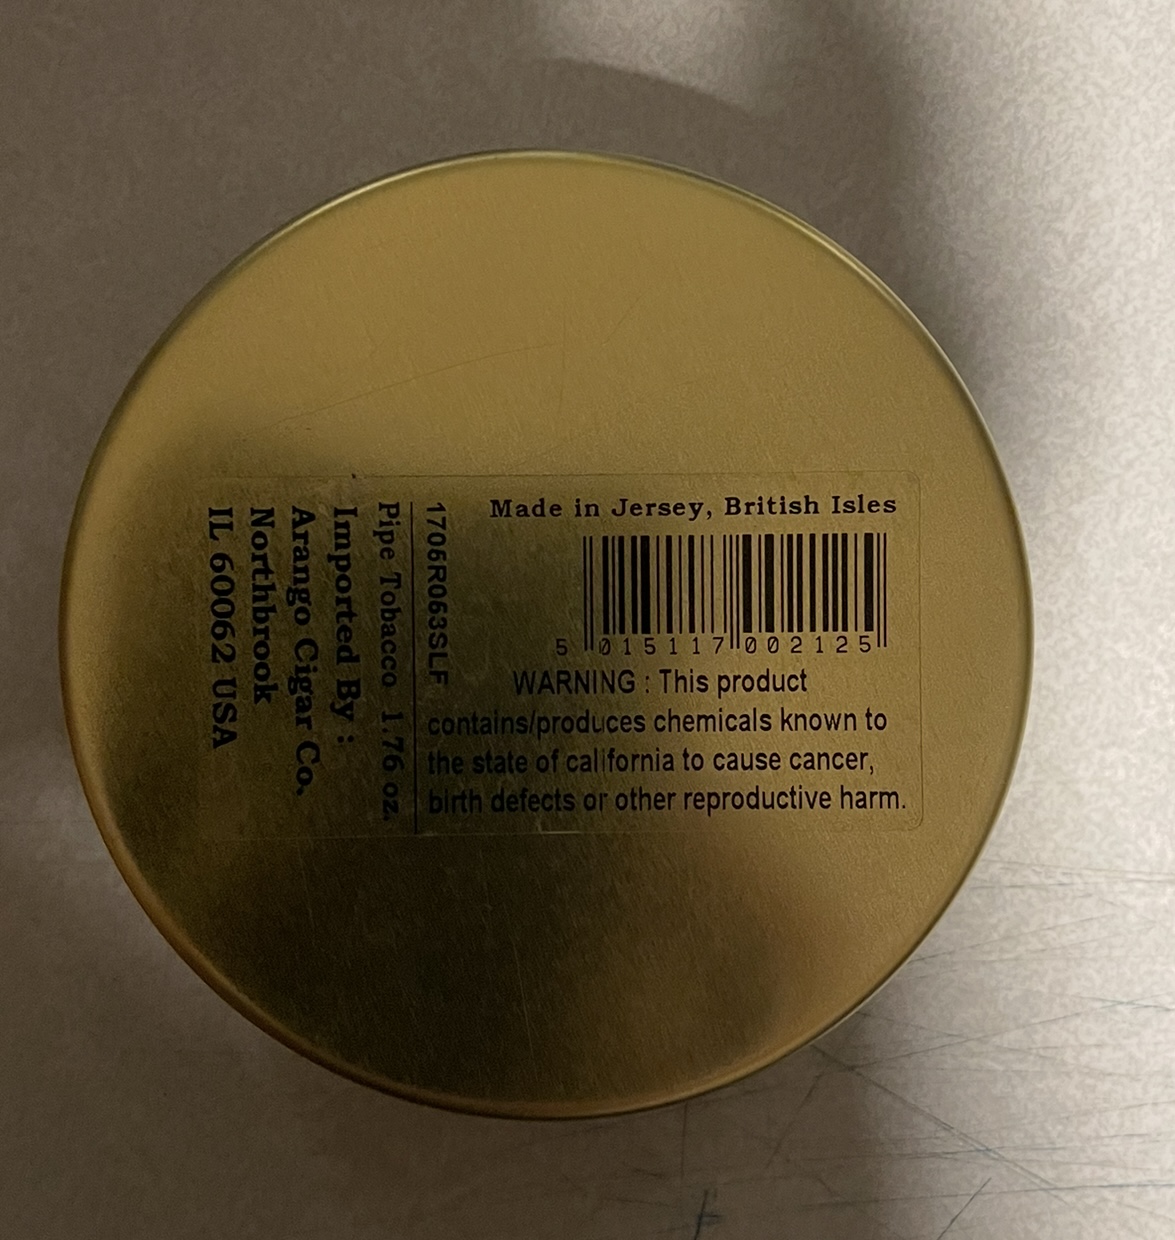 Made in Jersey, British Isles
5 015117 002125
WARNING : This product
contains/produces chemicals known to
the state of california to cause cancer,
birth defects or other reproductive harm.
1705R053SLF
Pipe Tobacco 1.76 oz.
Imported By :
Arango Cigar Co.
Northbrook
IL 60062 USA